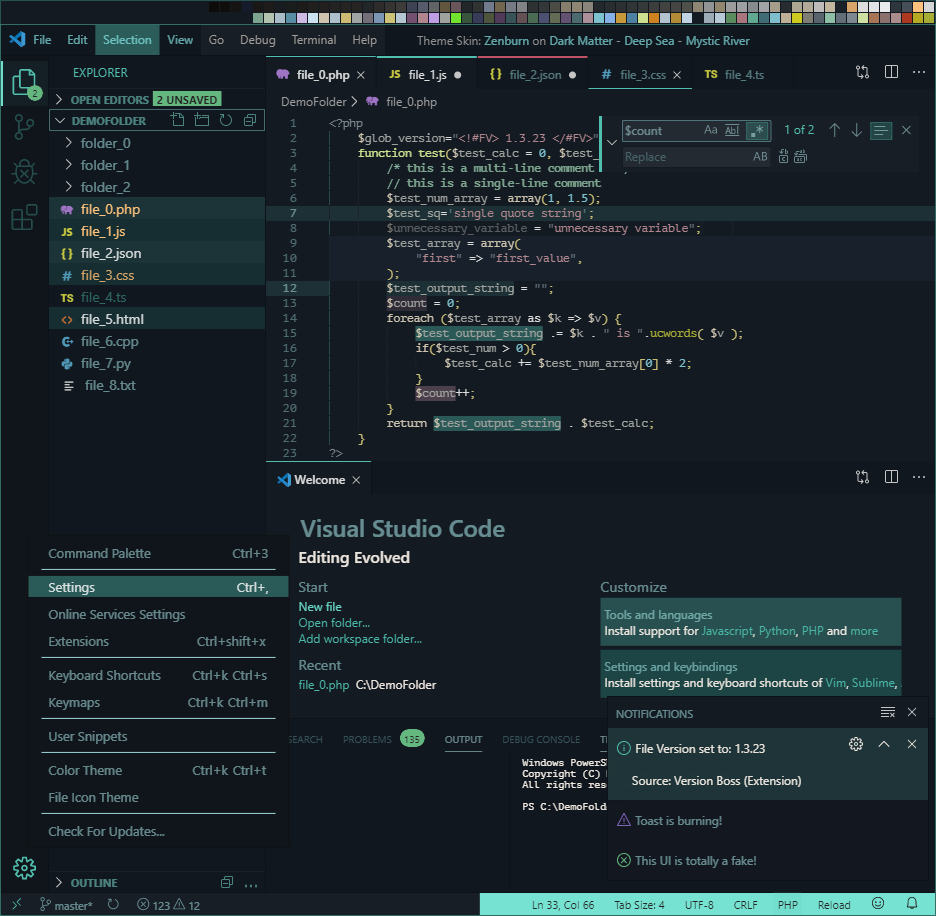 File Edit Selection View Go Debug Terminal Help Theme Skin: Zenburn on Dark Matter - Deep Sea - Mystic River
EXPLORER
2
OPEN EDITORS 2 UNSAVED
DEMOFOLDER
folder_0
folder_1
folder_2
file_0.php
JS file_1.js
{} file_2.json
# file_3.css
TS file_4.ts
<> file_5.html
file_6.cpp
file_7.py
file_8.txt
file_0.php JS file_1.js {} file_2.json # file_3.css TS file_4.ts
DemoFolder > file_0.php
$count Aa Abl .* 1 of 2
Replace AB
1 <?php
2 $glob_version="<!#FV> 1.3.23 </#FV>"
3 function test($test_calc = 0, $test_
4 /* this is a multi-line comment
5 // this is a single-line comment
6 $test_num_array = array(1, 1.5);
7 $test_sq='single quote string';
8 $unnecessary_variable = "unnecessary variable";
9 $test_array = array(
10 "first" => "first_value",
11 );
12 $test_output_string = "";
13 $count = 0;
14 foreach ($test_array as $k => $v) {
15 $test_output_string .= $k . " is ".ucwords( $v );
16 if($test_num > 0){
17 $test_calc += $test_num_array[0] * 2;
18 }
19 $count++;
20 }
21 return $test_output_string . $test_calc;
22 }
23 ?>
Welcome
Visual Studio Code
Editing Evolved
Start
New file
Open folder...
Add workspace folder...
Recent
file_0.php C:\DemoFolder
Customize
Tools and languages
Install support for Javascript, Python, PHP and more
Settings and keybindings
Install settings and keyboard shortcuts of Vim, Sublime,
Command Palette Ctrl+3
Settings Ctrl+,
Online Services Settings
Extensions Ctrl+shift+x
Keyboard Shortcuts Ctrl+k Ctrl+s
Keymaps Ctrl+k Ctrl+m
User Snippets
Color Theme Ctrl+k Ctrl+t
File Icon Theme
Check For Updates...
SEARCH PROBLEMS 135 OUTPUT DEBUG CONSOLE
Windows PowerS
Copyright (C)
All rights rese
PS C:\DemoFold
NOTIFICATIONS
File Version set to: 1.3.23
Source: Version Boss (Extension)
Toast is burning!
This UI is totally a fake!
OUTLINE
master* 123 12 Ln 33, Col 66 Tab Size: 4 UTF-8 CRLF PHP Reload